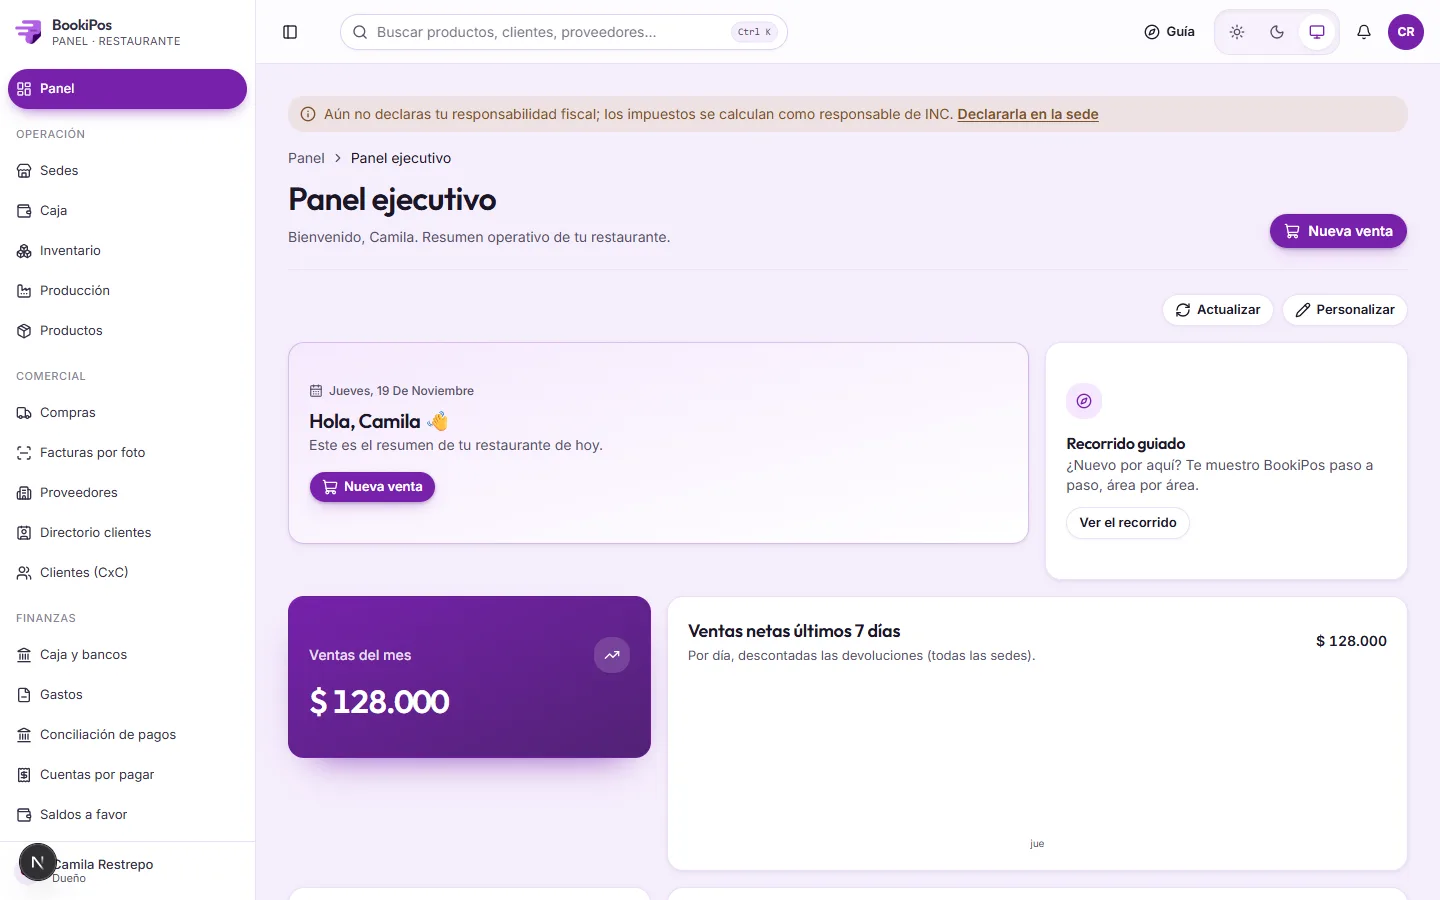 BookiPos
PANEL · RESTAURANTE
Buscar productos, clientes, proveedores...
Ctrl K
Guía
CR
Panel
OPERACIÓN
Sedes
Caja
Inventario
Producción
Productos
COMERCIAL
Compras
Facturas por foto
Proveedores
Directorio clientes
Clientes (CxC)
FINANZAS
Caja y bancos
Gastos
Conciliación de pagos
Cuentas por pagar
Saldos a favor
N
Camila Restrepo
Dueño
Aún no declaras tu responsabilidad fiscal; los impuestos se calculan como responsable de INC. Declararla en la sede
Panel > Panel ejecutivo
Panel ejecutivo
Bienvenido, Camila. Resumen operativo de tu restaurante.
Nueva venta
Actualizar
Personalizar
Jueves, 19 De Noviembre
Hola, Camila 👋
Este es el resumen de tu restaurante de hoy.
Nueva venta
Recorrido guiado
¿Nuevo por aquí? Te muestro BookiPos paso a
paso, área por área.
Ver el recorrido
Ventas del mes
$ 128.000
Ventas netas últimos 7 días
Por día, descontadas las devoluciones (todas las sedes).
$ 128.000
jue